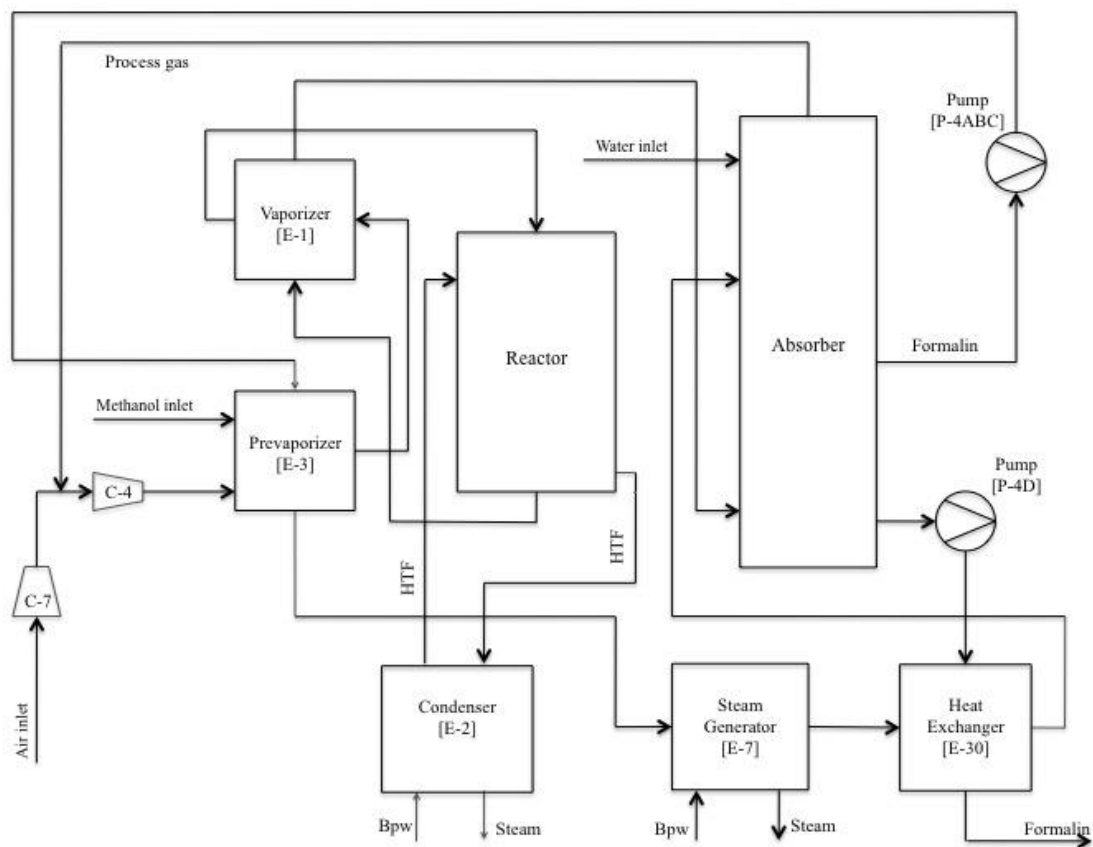 Process gas
Pump
[P-4ABC]
Water inlet
Vaporizer
[E-1]
Reactor
Absorber
Formalin
Methanol inlet
Prevaporizer
[E-3]
C-4
Pump
[P-4D]
HTF
HTF
C-7
Air inlet
Condenser
[E-2]
Steam
Generator
[E-7]
Heat
Exchanger
[E-30]
Bpw
Steam
Bpw
Steam
Formalin